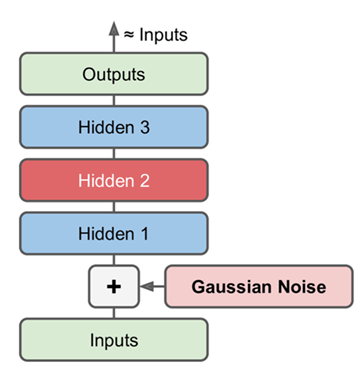 ≈ Inputs
Outputs
Hidden 3
Hidden 2
Hidden 1
+
Gaussian Noise
Inputs